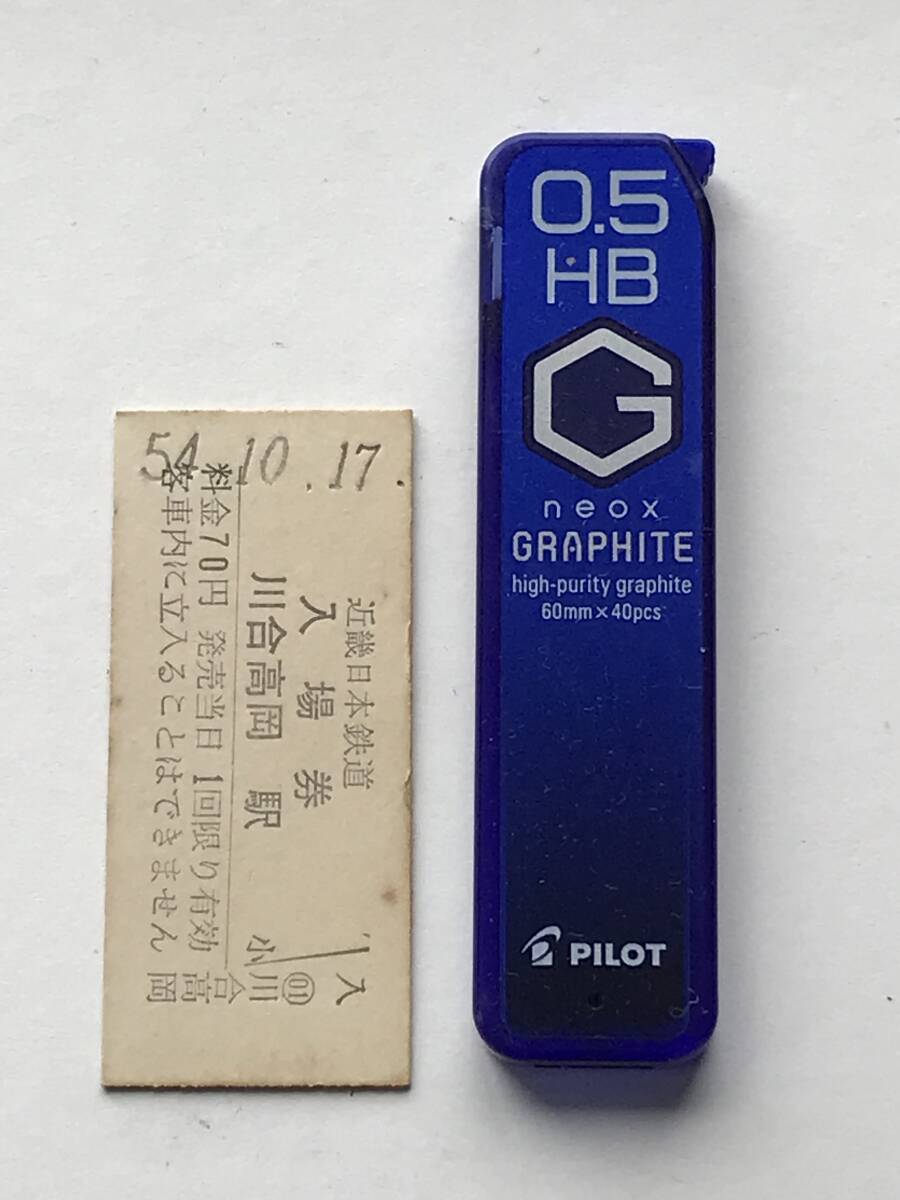 54.10.17.
近畿日本鉄道
入場券
川合高岡 駅
料金70円 発売当日1回限り有効
客車内に立入ることはできません
入
01
小
川合高岡
0.5
HB
G
neox
GRAPHITE
high-purity graphite
60mm×40pcs
PILOT